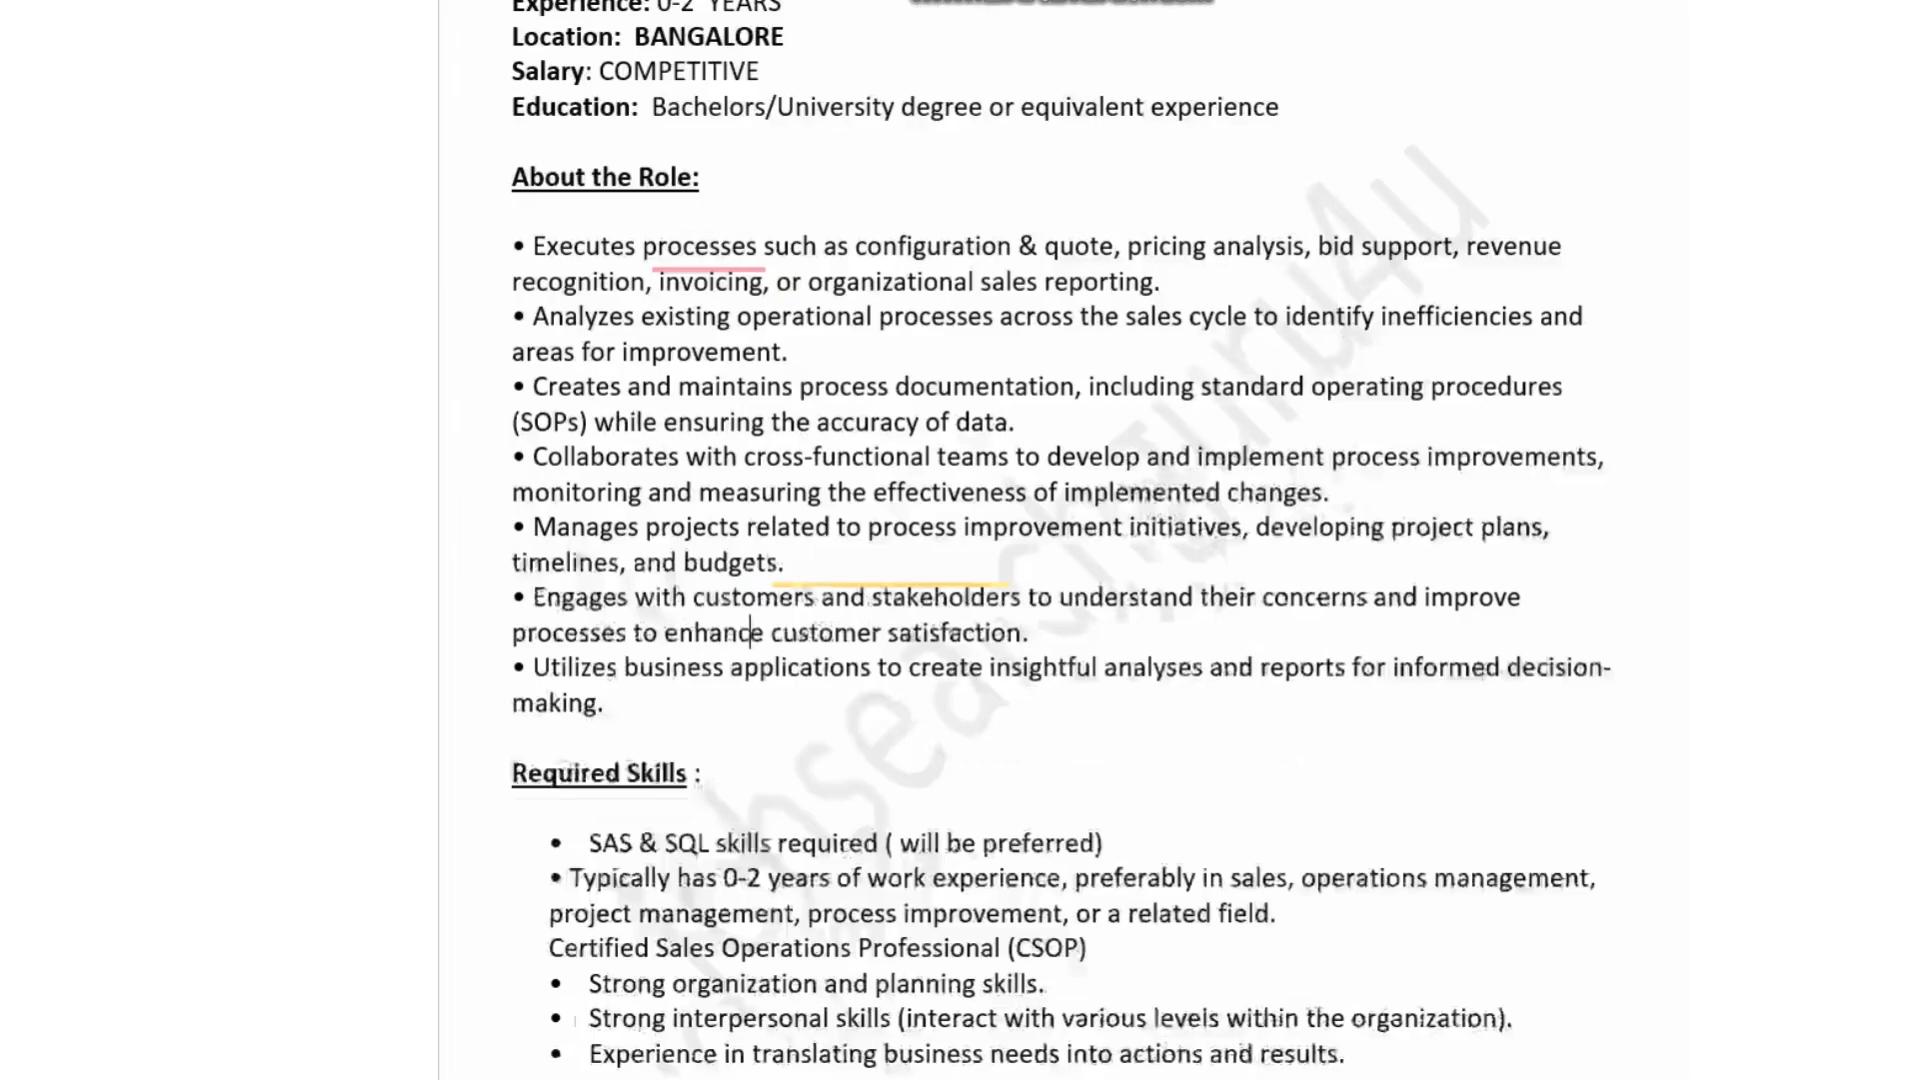 Experience: 0-2 YEARS
Location: BANGALORE
Salary: COMPETITIVE
Education: Bachelors/University degree or equivalent experience
About the Role:
• Executes processes such as configuration & quote, pricing analysis, bid support, revenue
recognition, invoicing, or organizational sales reporting.
• Analyzes existing operational processes across the sales cycle to identify inefficiencies and
areas for improvement.
• Creates and maintains process documentation, including standard operating procedures
(SOPs) while ensuring the accuracy of data.
• Collaborates with cross-functional teams to develop and implement process improvements,
monitoring and measuring the effectiveness of implemented changes.
• Manages projects related to process improvement initiatives, developing project plans,
timelines, and budgets.
• Engages with customers and stakeholders to understand their concerns and improve
processes to enhance customer satisfaction.
• Utilizes business applications to create insightful analyses and reports for informed decision-
making.
Required Skills :
• SAS & SQL skills required ( will be preferred)
• Typically has 0-2 years of work experience, preferably in sales, operations management,
project management, process improvement, or a related field.
Certified Sales Operations Professional (CSOP)
• Strong organization and planning skills.
• Strong interpersonal skills (interact with various levels within the organization).
• Experience in translating business needs into actions and results.
jobsearchguru4u